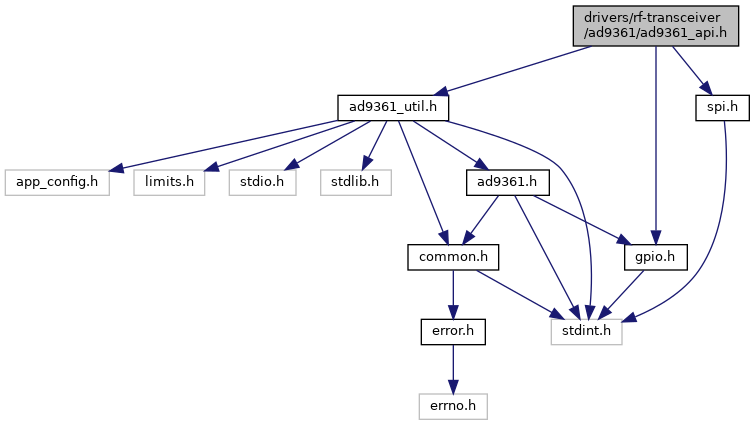 drivers/rf-transceiver
/ad9361/ad9361_api.h
ad9361_util.h
spi.h
app_config.h
limits.h
stdio.h
stdlib.h
ad9361.h
common.h
gpio.h
error.h
stdint.h
errno.h